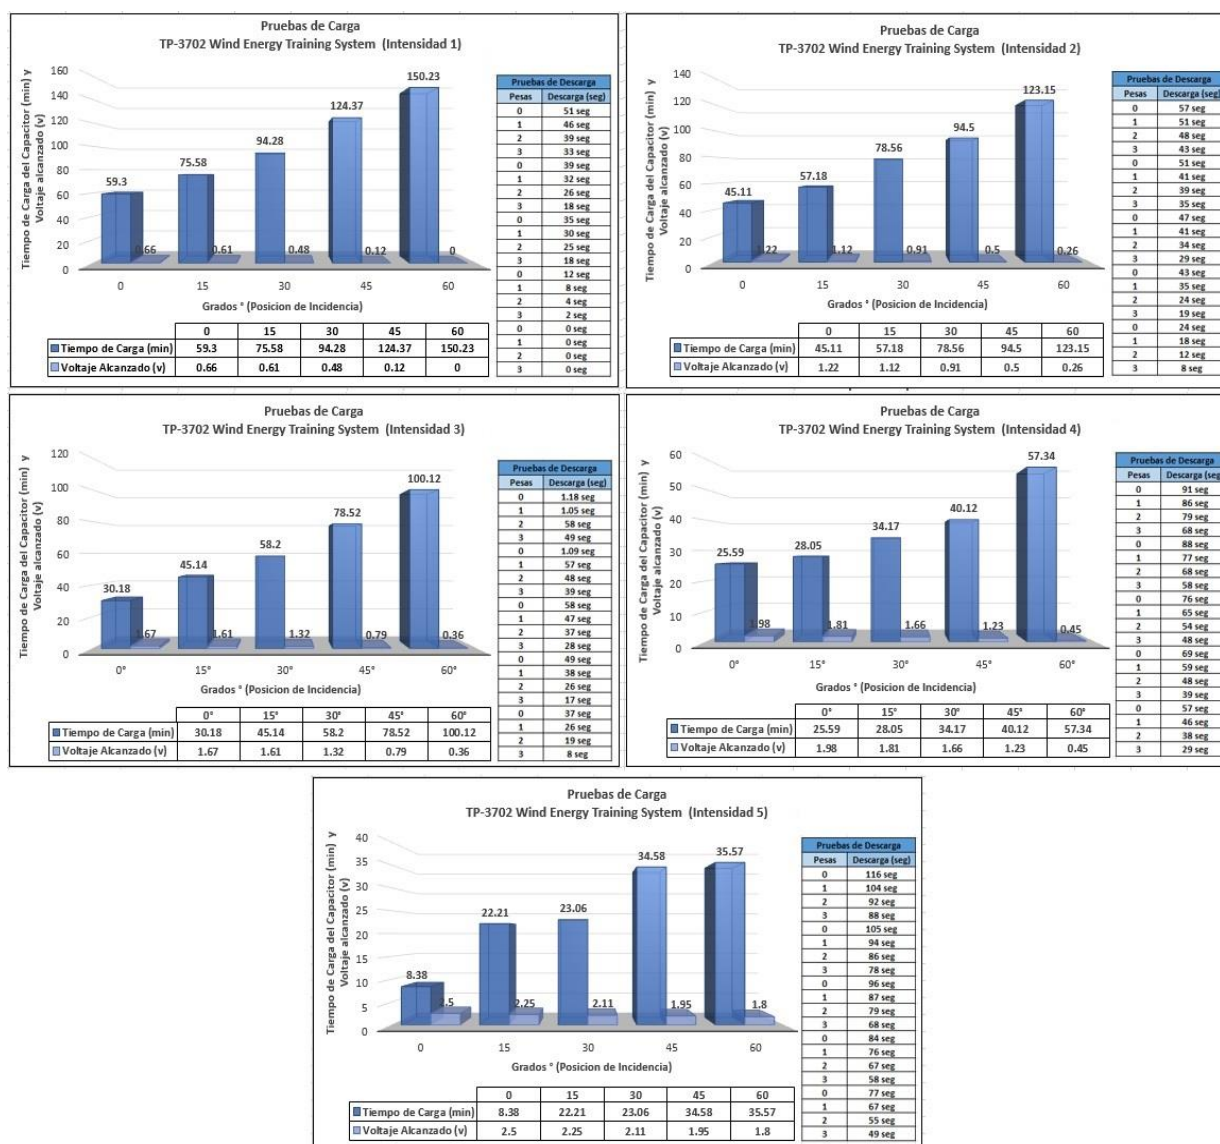 Pruebas de Carga
TP-3702 Wind Energy Training System (Intensidad 1)
Tiempo de Carga del Capacitor (min) y
Voltaje alcanzado (v)
160
140
120
100
80
60
40
20
0
59.3 75.58 94.28 124.37 150.23
0.66 0.61 0.48 0.12 0
0 15 30 45 60
Grados ° (Posicion de Incidencia)
0 15 30 45 60
Tiempo de Carga (min) 59.3 75.58 94.28 124.37 150.23
Voltaje Alcanzado (v) 0.66 0.61 0.48 0.12 0
Pruebas de Descarga
Pesas Descarga (seg)
0 51 seg
1 46 seg
2 39 seg
3 33 seg
0 39 seg
1 32 seg
2 26 seg
3 18 seg
0 35 seg
1 30 seg
2 25 seg
3 18 seg
0 12 seg
1 8 seg
2 4 seg
3 2 seg
0 0 seg
1 0 seg
2 0 seg
3 0 seg
Pruebas de Carga
TP-3702 Wind Energy Training System (Intensidad 2)
Tiempo de Carga del Capacitor (min) y
Voltaje alcanzado (v)
140
120
100
80
60
40
20
0
45.11 57.18 78.56 94.5 123.15
1.22 1.12 0.91 0.5 0.26
0 15 30 45 60
Grados ° (Posicion de Incidencia)
0 15 30 45 60
Tiempo de Carga (min) 45.11 57.18 78.56 94.5 123.15
Voltaje Alcanzado (v) 1.22 1.12 0.91 0.5 0.26
Pruebas de Descarga
Pesas Descarga (seg)
0 57 seg
1 51 seg
2 48 seg
3 43 seg
0 51 seg
1 41 seg
2 39 seg
3 35 seg
0 47 seg
1 41 seg
2 34 seg
3 29 seg
0 43 seg
1 35 seg
2 24 seg
3 19 seg
0 24 seg
1 18 seg
2 12 seg
3 8 seg
Pruebas de Carga
TP-3702 Wind Energy Training System (Intensidad 3)
Tiempo de Carga del Capacitor (min) y
Voltaje alcanzado (v)
120
100
80
60
40
20
0
30.18 45.14 58.2 78.52 100.12
1.67 1.61 1.32 0.79 0.36
0° 15° 30° 45° 60°
Grados ° (Posicion de Incidencia)
0° 15° 30° 45° 60°
Tiempo de Carga (min) 30.18 45.14 58.2 78.52 100.12
Voltaje Alcanzado (v) 1.67 1.61 1.32 0.79 0.36
Pruebas de Descarga
Pesas Descarga (seg)
0 1.18 seg
1 1.05 seg
2 58 seg
3 49 seg
0 1.09 seg
1 57 seg
2 48 seg
3 39 seg
0 58 seg
1 47 seg
2 37 seg
3 28 seg
0 49 seg
1 38 seg
2 26 seg
3 17 seg
0 37 seg
1 26 seg
2 19 seg
3 8 seg
Pruebas de Carga
TP-3702 Wind Energy Training System (Intensidad 4)
Tiempo de Carga del Capacitor (min) y
Voltaje alcanzado (v)
60
50
40
30
20
10
0
25.59 28.05 34.17 40.12 57.34
1.98 1.81 1.66 1.23 0.45
0° 15° 30° 45° 60°
Grados ° (Posicion de Incidencia)
0° 15° 30° 45° 60°
Tiempo de Carga (min) 25.59 28.05 34.17 40.12 57.34
Voltaje Alcanzado (v) 1.98 1.81 1.66 1.23 0.45
Pruebas de Descarga
Pesas Descarga (seg)
0 91 seg
1 86 seg
2 79 seg
3 68 seg
0 88 seg
1 77 seg
2 68 seg
3 58 seg
0 76 seg
1 65 seg
2 54 seg
3 48 seg
0 69 seg
1 59 seg
2 48 seg
3 39 seg
0 57 seg
1 46 seg
2 38 seg
3 29 seg
Pruebas de Carga
TP-3702 Wind Energy Training System (Intensidad 5)
Tiempo de Carga del Capacitor (min) y
Voltaje alcanzado (v)
40
35
30
25
20
15
10
5
0
8.38 22.21 23.06 34.58 35.57
2.5 2.25 2.11 1.95 1.8
0 15 30 45 60
Grados ° (Posicion de Incidencia)
0 15 30 45 60
Tiempo de Carga (min) 8.38 22.21 23.06 34.58 35.57
Voltaje Alcanzado (v) 2.5 2.25 2.11 1.95 1.8
Pruebas de Descarga
Pesas Descarga (seg)
0 116 seg
1 104 seg
2 92 seg
3 88 seg
0 105 seg
1 94 seg
2 86 seg
3 78 seg
0 96 seg
1 87 seg
2 79 seg
3 68 seg
0 84 seg
1 76 seg
2 67 seg
3 58 seg
0 77 seg
1 67 seg
2 55 seg
3 49 seg